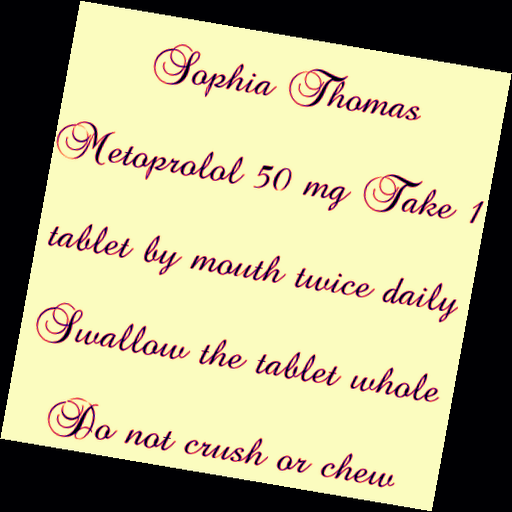 Sophia Thomas
Metoprolol 50 mg Take 1
tablet by mouth twice daily
Swallow the tablet whole
Do not crush or chew